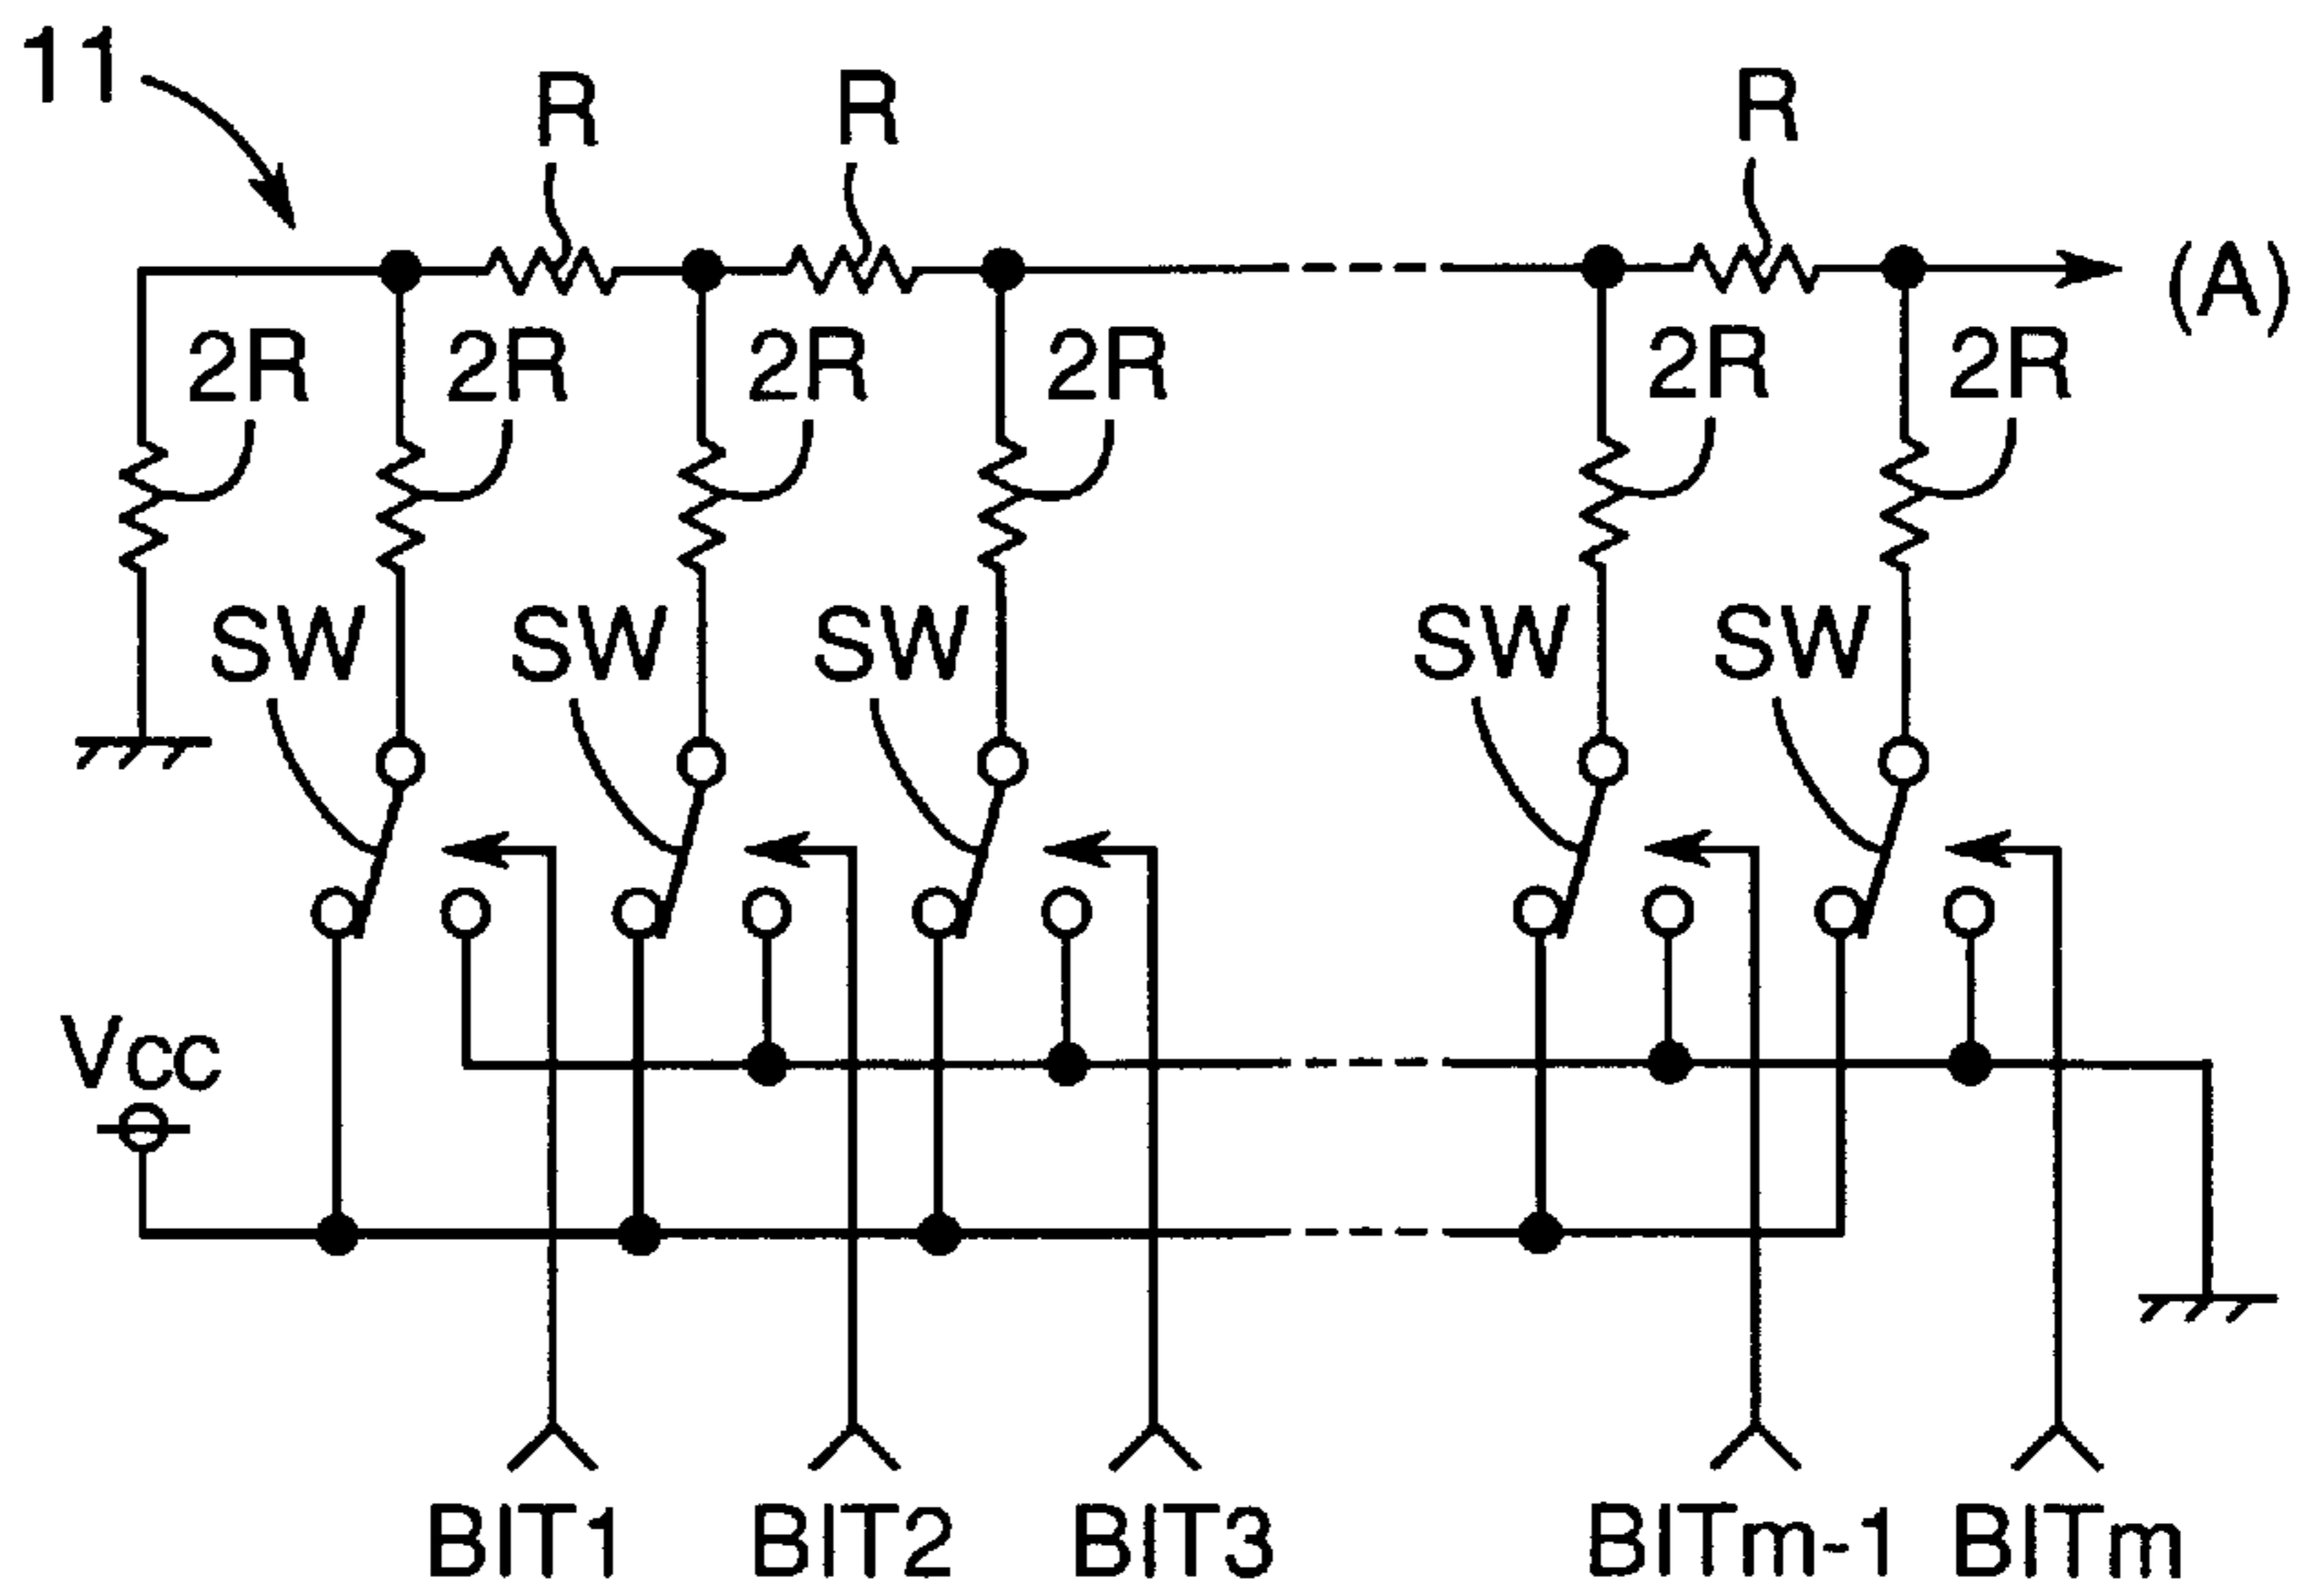 11
R R R
(A)
2R 2R 2R 2R 2R 2R
SW SW SW SW SW
Vcc
BIT1 BIT2 BIT3 BITm-1 BITm